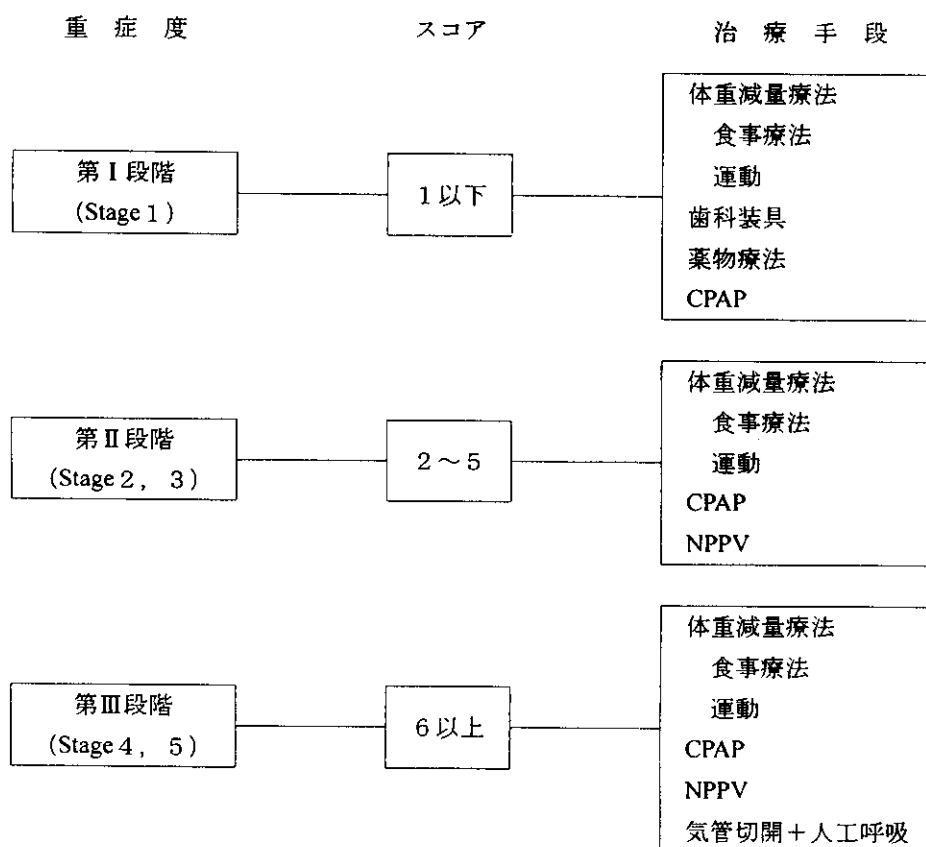 重症度 スコア 治療手段
第Ⅰ段階
(Stage 1)
1以下
体重減量療法
食事療法
運動
歯科装具
薬物療法
CPAP
第Ⅱ段階
(Stage 2, 3)
2～5
体重減量療法
食事療法
運動
CPAP
NPPV
第Ⅲ段階
(Stage 4, 5)
6以上
体重減量療法
食事療法
運動
CPAP
NPPV
気管切開＋人工呼吸